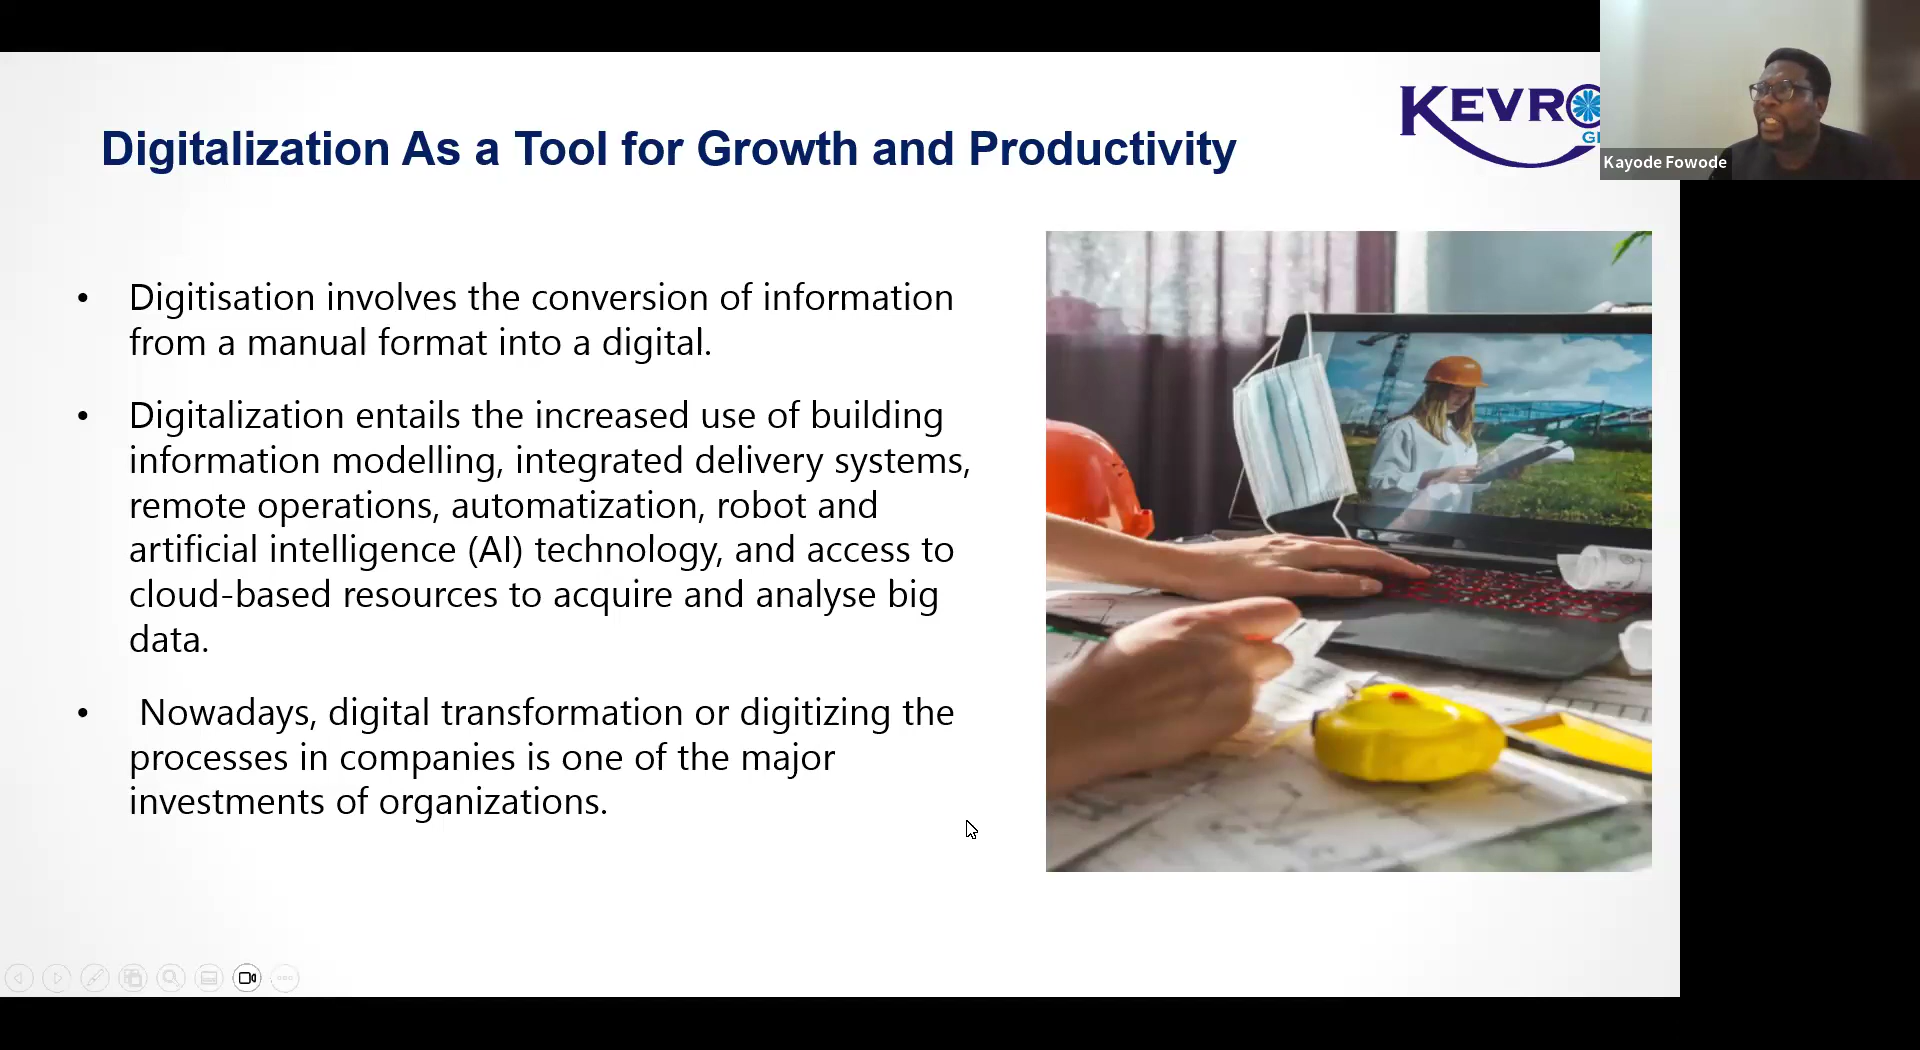 Digitalization As a Tool for Growth and Productivity
KEVRO
Kayode Fowode
• Digitisation involves the conversion of information
from a manual format into a digital.
• Digitalization entails the increased use of building
information modelling, integrated delivery systems,
remote operations, automatization, robot and
artificial intelligence (AI) technology, and access to
cloud-based resources to acquire and analyse big
data.
• Nowadays, digital transformation or digitizing the
processes in companies is one of the major
investments of organizations.